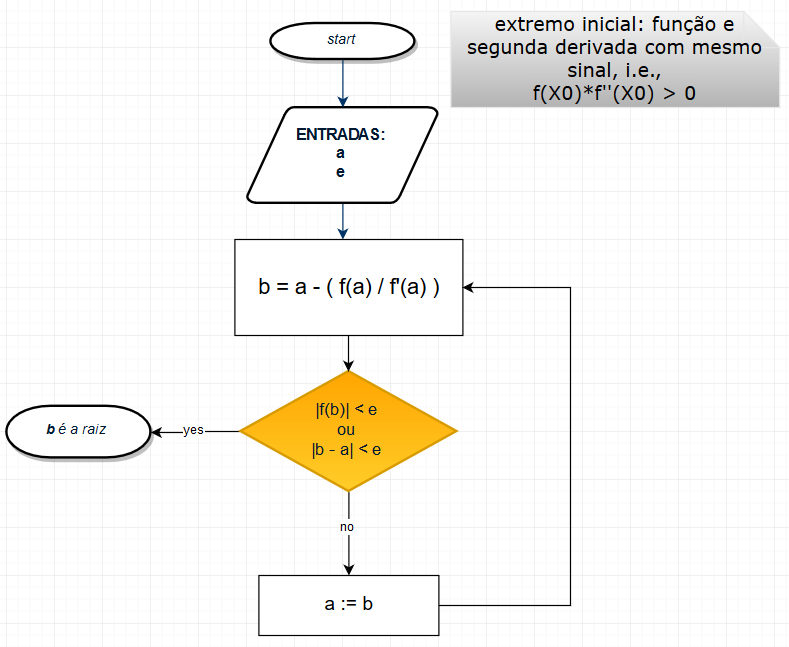 start
extremo inicial: função e
segunda derivada com mesmo
sinal, i.e.,
f(X0)*f''(X0) > 0
ENTRADAS:
a
e
b = a - ( f(a) / f'(a) )
|f(b)| < e
ou
|b - a| < e
yes
b é a raiz
no
a := b